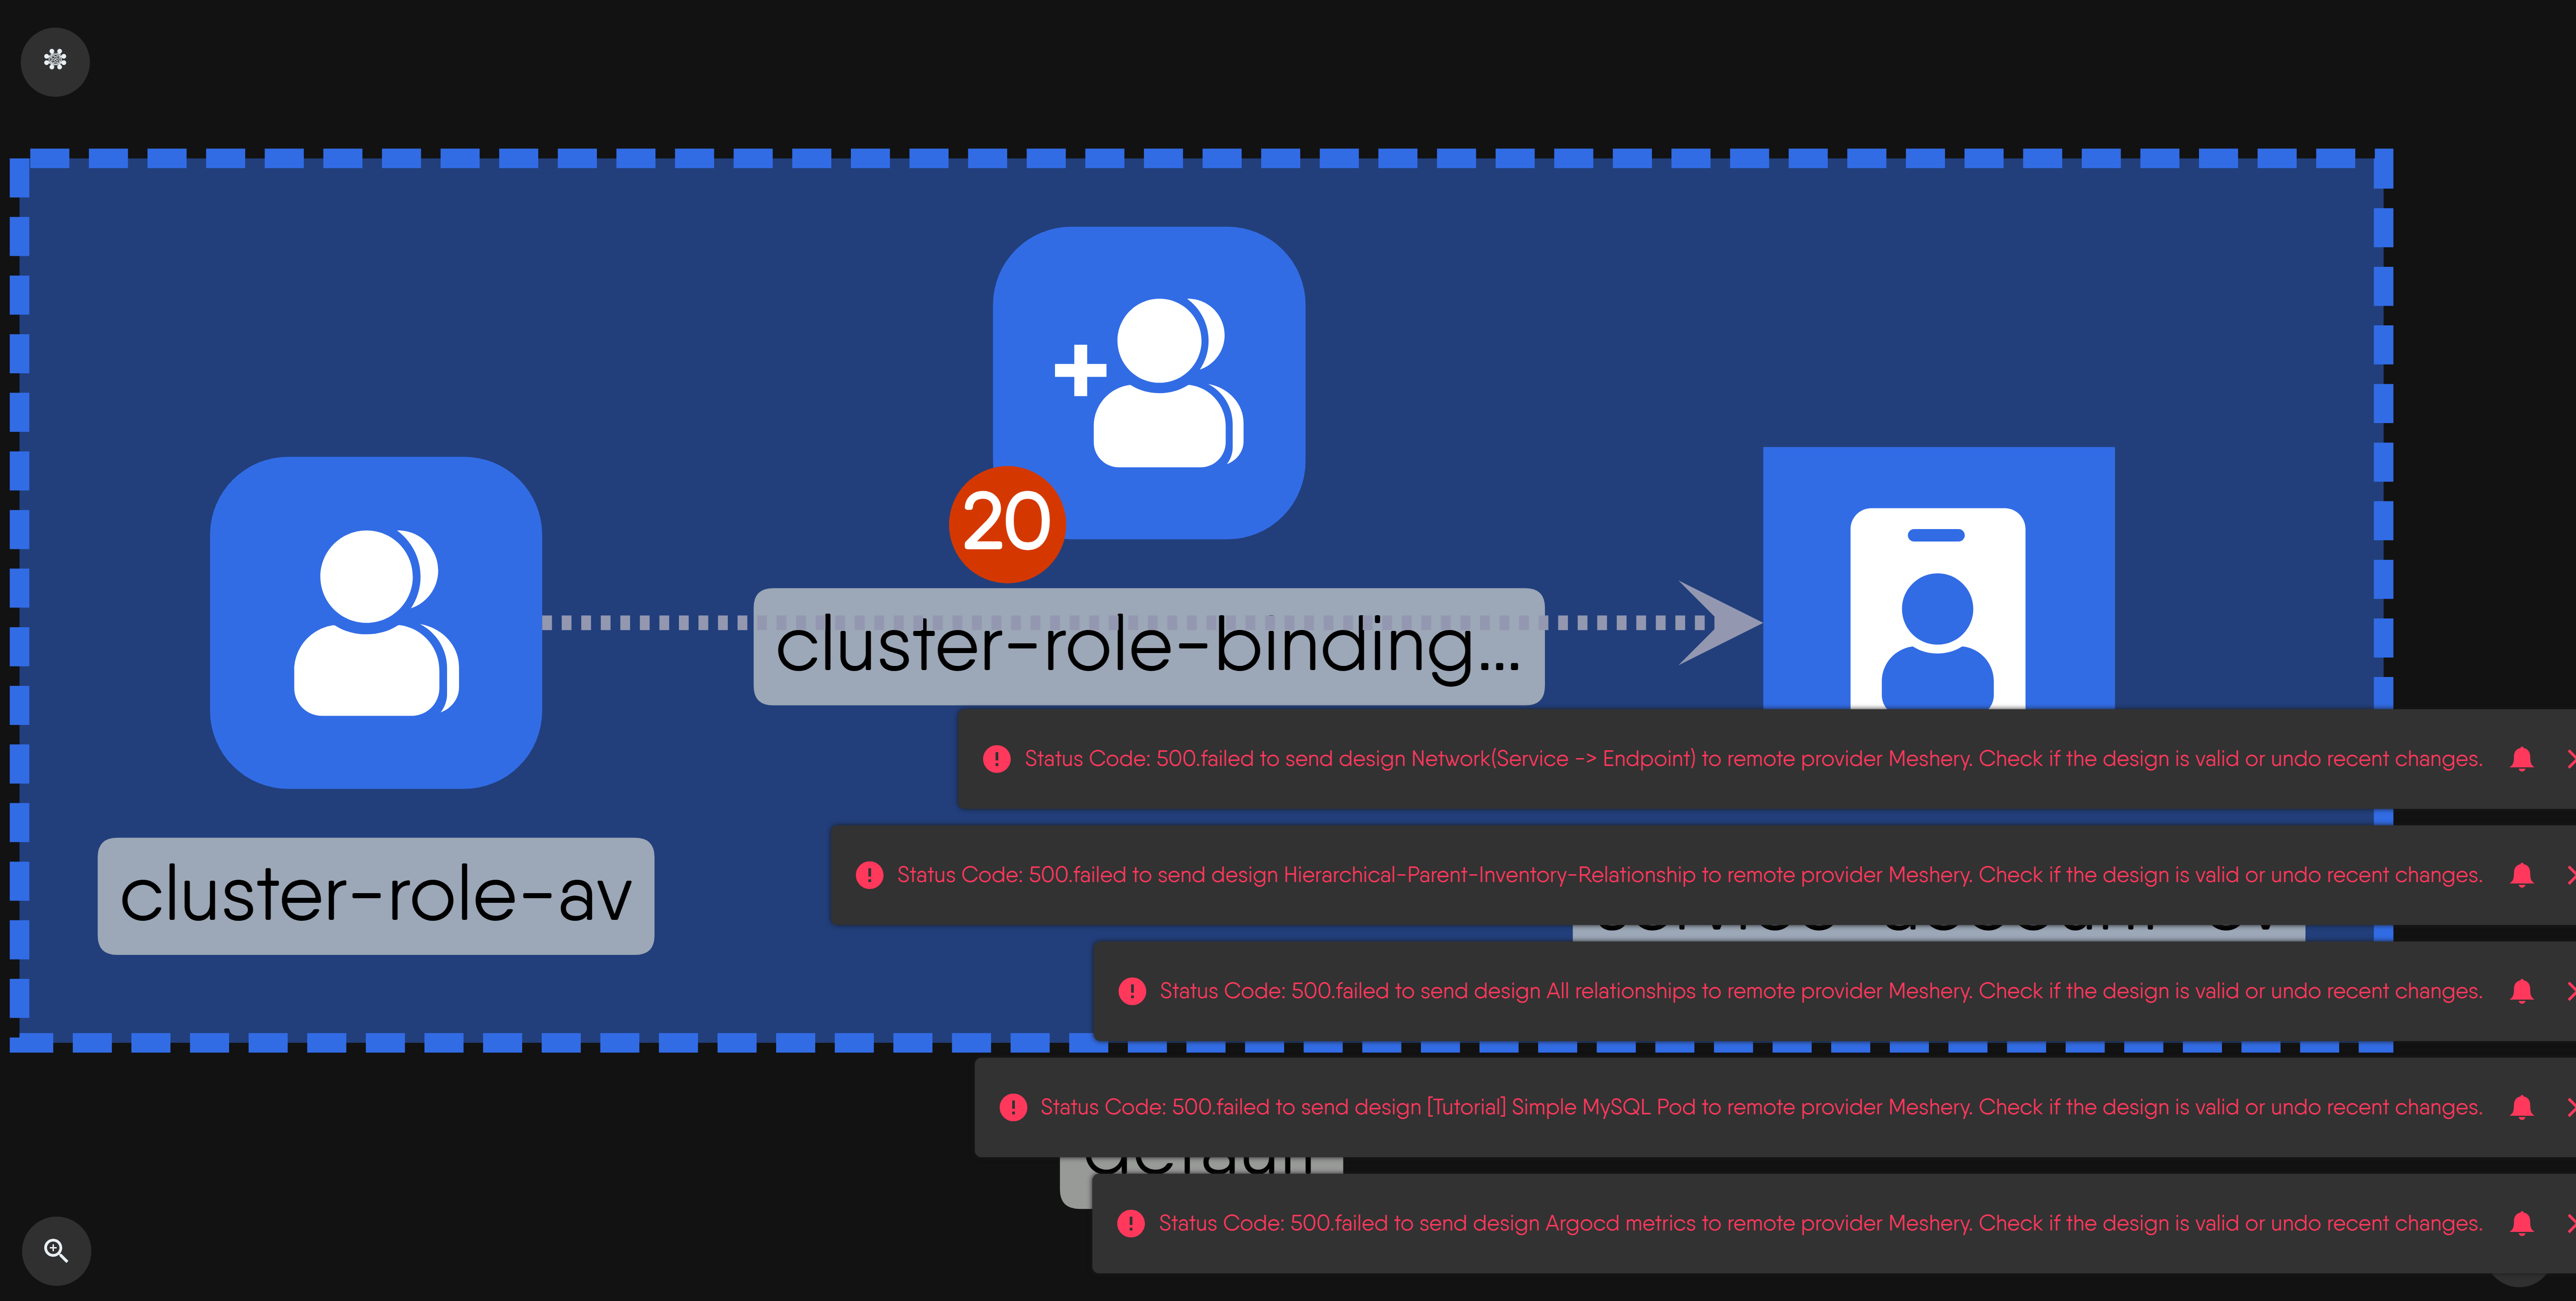 20
cluster-role-binding...
Status Code: 500.failed to send design Network(Service -> Endpoint) to remote provider Meshery. Check if the design is valid or undo recent changes.
cluster-role-av
Status Code: 500.failed to send design Hierarchical-Parent-Inventory-Relationship to remote provider Meshery. Check if the design is valid or undo recent changes.
Status Code: 500.failed to send design All relationships to remote provider Meshery. Check if the design is valid or undo recent changes.
Status Code: 500.failed to send design [Tutorial] Simple MySQL Pod to remote provider Meshery. Check if the design is valid or undo recent changes.
default
Status Code: 500.failed to send design Argocd metrics to remote provider Meshery. Check if the design is valid or undo recent changes.